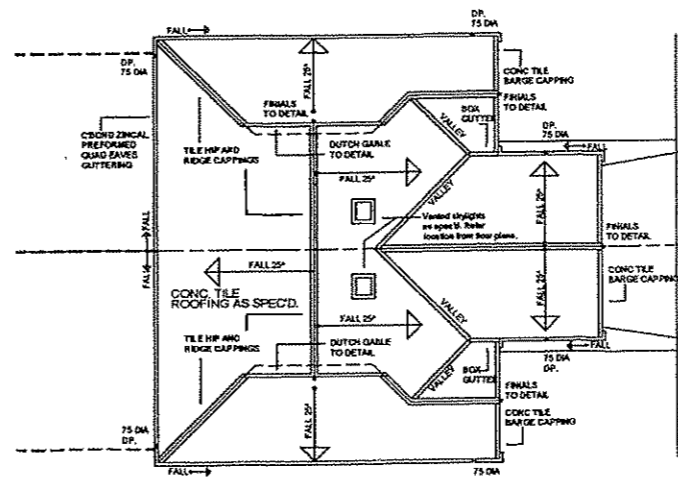 FALL
DP.
75 DIA
DP.
75 DIA
CONC TILE
BARGE CAPPING
FINIALS
TO DETAIL
FALL 25°
FINIALS
TO DETAIL
BOX
GUTTER
VALLEY
DP.
75 DIA
FALL
C'BOND ZINCAL
PREFORMED
QUAD EAVES
GUTTERING
TILE HIP AND
RIDGE CAPPINGS
DUTCH GABLE
TO DETAIL
FALL 25°
VALLEY
FALL 25°
Vented skylights
as spec'd. Refer
location from floor plans.
FINIALS
TO DETAIL
FALL
FALL
FALL 25°
CONC. TILE
ROOFING AS SPEC'D.
FALL 25°
CONC TILE
BARGE CAPPING
VALLEY
FALL 25°
TILE HIP AND
RIDGE CAPPINGS
DUTCH GABLE
TO DETAIL
FALL
75 DIA
DP.
VALLEY
BOX
GUTTER
FINIALS
TO DETAIL
FALL 25°
CONC TILE
BARGE CAPPING
75 DIA
DP.
FALL
75 DIA